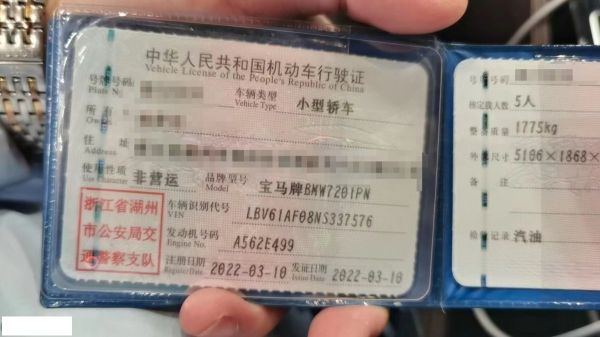 中华人民共和国机动车行驶证
Vehicle License of the People's Republic of China
号牌号码
Plate No.
车辆类型
Vehicle Type
小型轿车
所
Owner
住 址
Address
使用性质
Use Character
非营运
品牌型号
Model
宝马牌BMW7201PN
浙江省湖州
市公安局交
通警察支队
车辆识别代号
VIN
LBV61AF08NS337576
发动机号码
Engine No.
A562E499
注册日期
Register Date
2022-03-10
发证日期
Issue Date
2022-03-10
号 号码
核定载人数 5人
整 质量 1775kg
外 尺寸 5106×1868×
备 注
检 记录 汽油